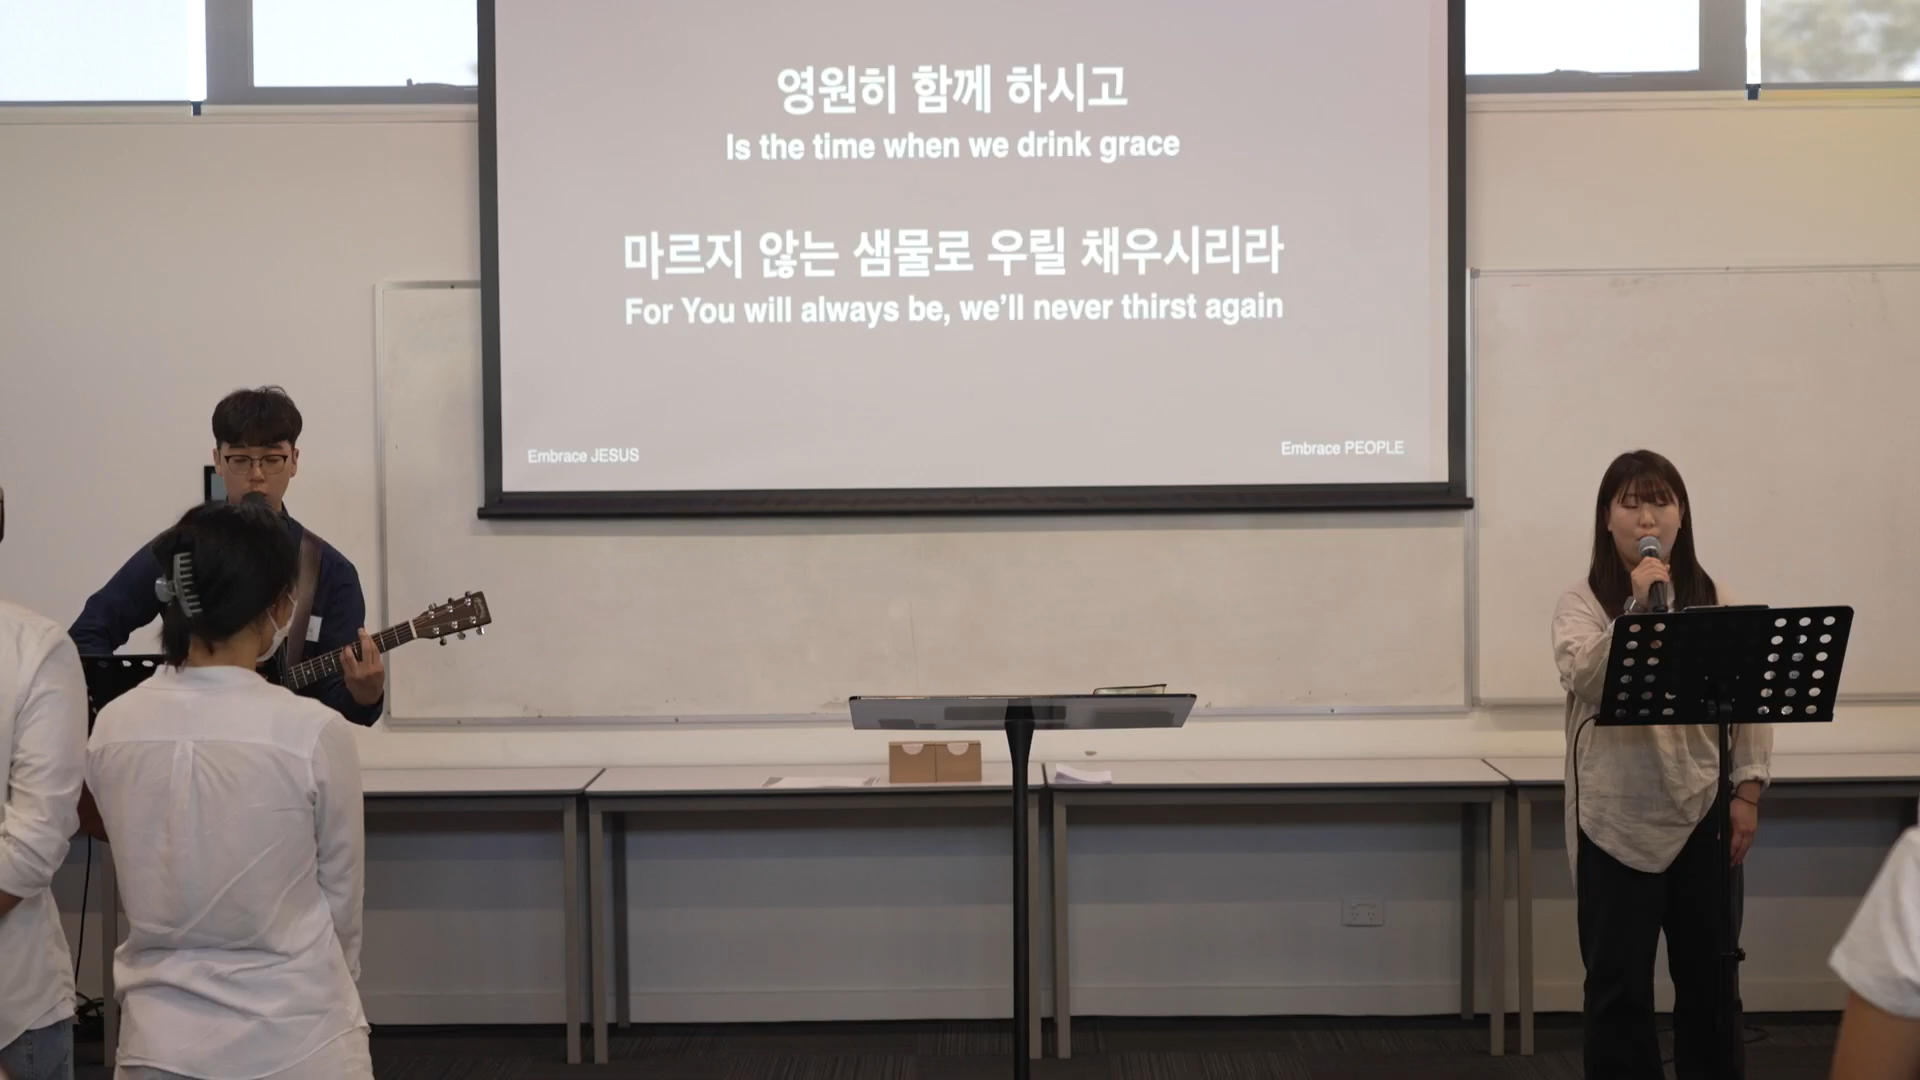 영원히 함께 하시고
Is the time when we drink grace
마르지 않는 샘물로 우릴 채우시리라
For You will always be, we'll never thirst again
Embrace JESUS
Embrace PEOPLE